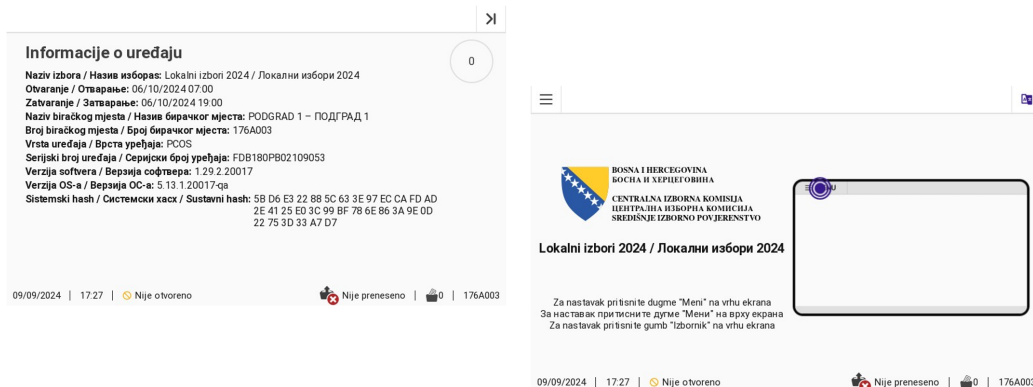 Informacije o uređaju
0
Naziv izbora / Назив изборas: Lokalni izbori 2024 / Локални избори 2024
Otvaranje / Отварање: 06/10/2024 07:00
Zatvaranje / Затварање: 06/10/2024 19:00
Naziv biračkog mjesta / Назив бирачког мјеста: PODGRAD 1 – ПОДГРАД 1
Broj biračkog mjesta / Број бирачког мјеста: 176A003
Vrsta uređaja / Врста уређаја: PCOS
Serijski broj uređaja / Серијски број уређаја: FDB180PB02109053
Verzija softvera / Верзија софтвера: 1.29.2.20017
Verzija OS-a / Верзија ОС-а: 5.13.1.20017-qa
Sistemski hash / Системски хасх / Sustavni hash: 5B D6 E3 22 88 5C 63 3E 97 EC CA FD AD
2E 41 25 E0 3C 99 BF 78 6E 86 3A 9E 0D
22 75 3D 33 A7 D7
09/09/2024 | 17:27 | Nije otvoreno Nije preneseno | 0 | 176A003
BOSNA I HERCEGOVINA
БОСНА И ХЕРЦЕГОВИНА
CENTRALNA IZBORNA KOMISIJA
ЦЕНТРАЛНА ИЗБОРНА КОМИСИЈА
SREDIŠNJE IZBORNO POVJERENSTVO
Lokalni izbori 2024 / Локални избори 2024
Za nastavak pritisnite dugme "Meni" na vrhu ekrana
За наставак притисните дугме "Мени" на врху екрана
Za nastavak pritisnite gumb "Izbornik" na vrhu ekrana
09/09/2024 | 17:27 | Nije otvoreno Nije preneseno | 0 | 176A003